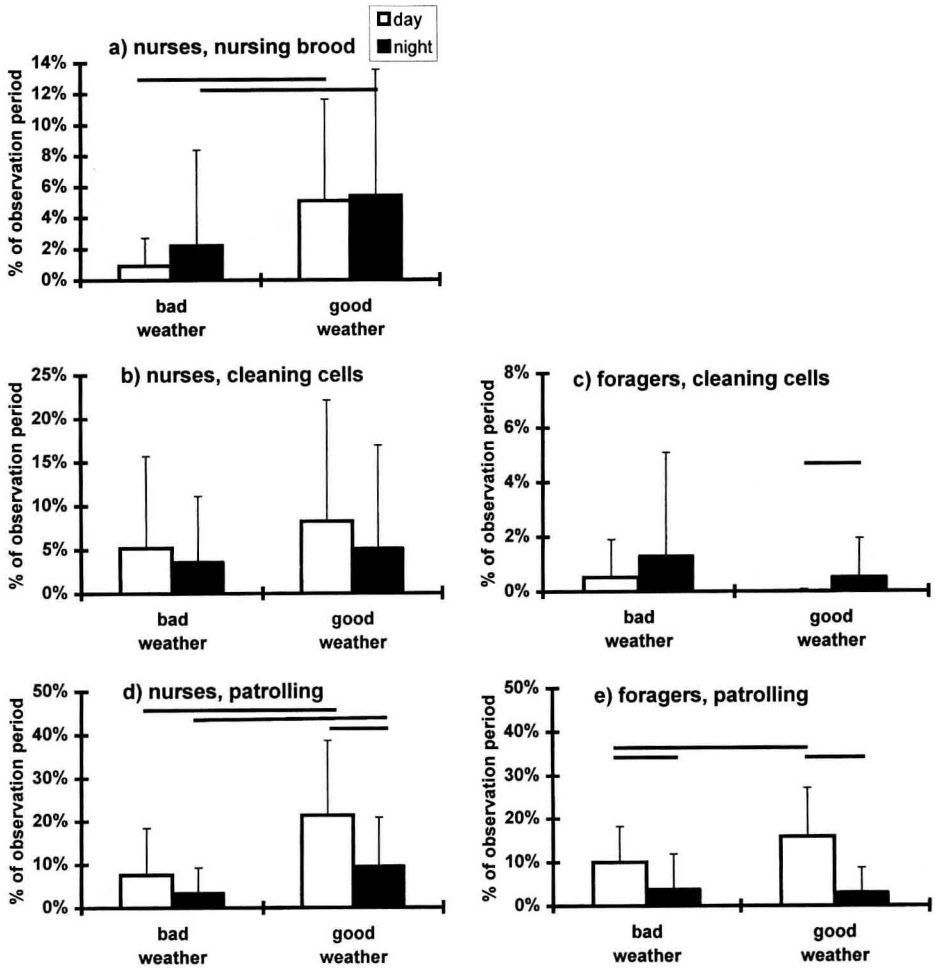 day
night
a) nurses, nursing brood
% of observation period
14%
12%
10%
8%
6%
4%
2%
0%
bad
weather
good
weather
b) nurses, cleaning cells
% of observation period
25%
20%
15%
10%
5%
0%
bad
weather
good
weather
c) foragers, cleaning cells
% of observation period
8%
6%
4%
2%
0%
bad
weather
good
weather
d) nurses, patrolling
% of observation period
50%
40%
30%
20%
10%
0%
bad
weather
good
weather
e) foragers, patrolling
% of observation period
50%
40%
30%
20%
10%
0%
bad
weather
good
weather